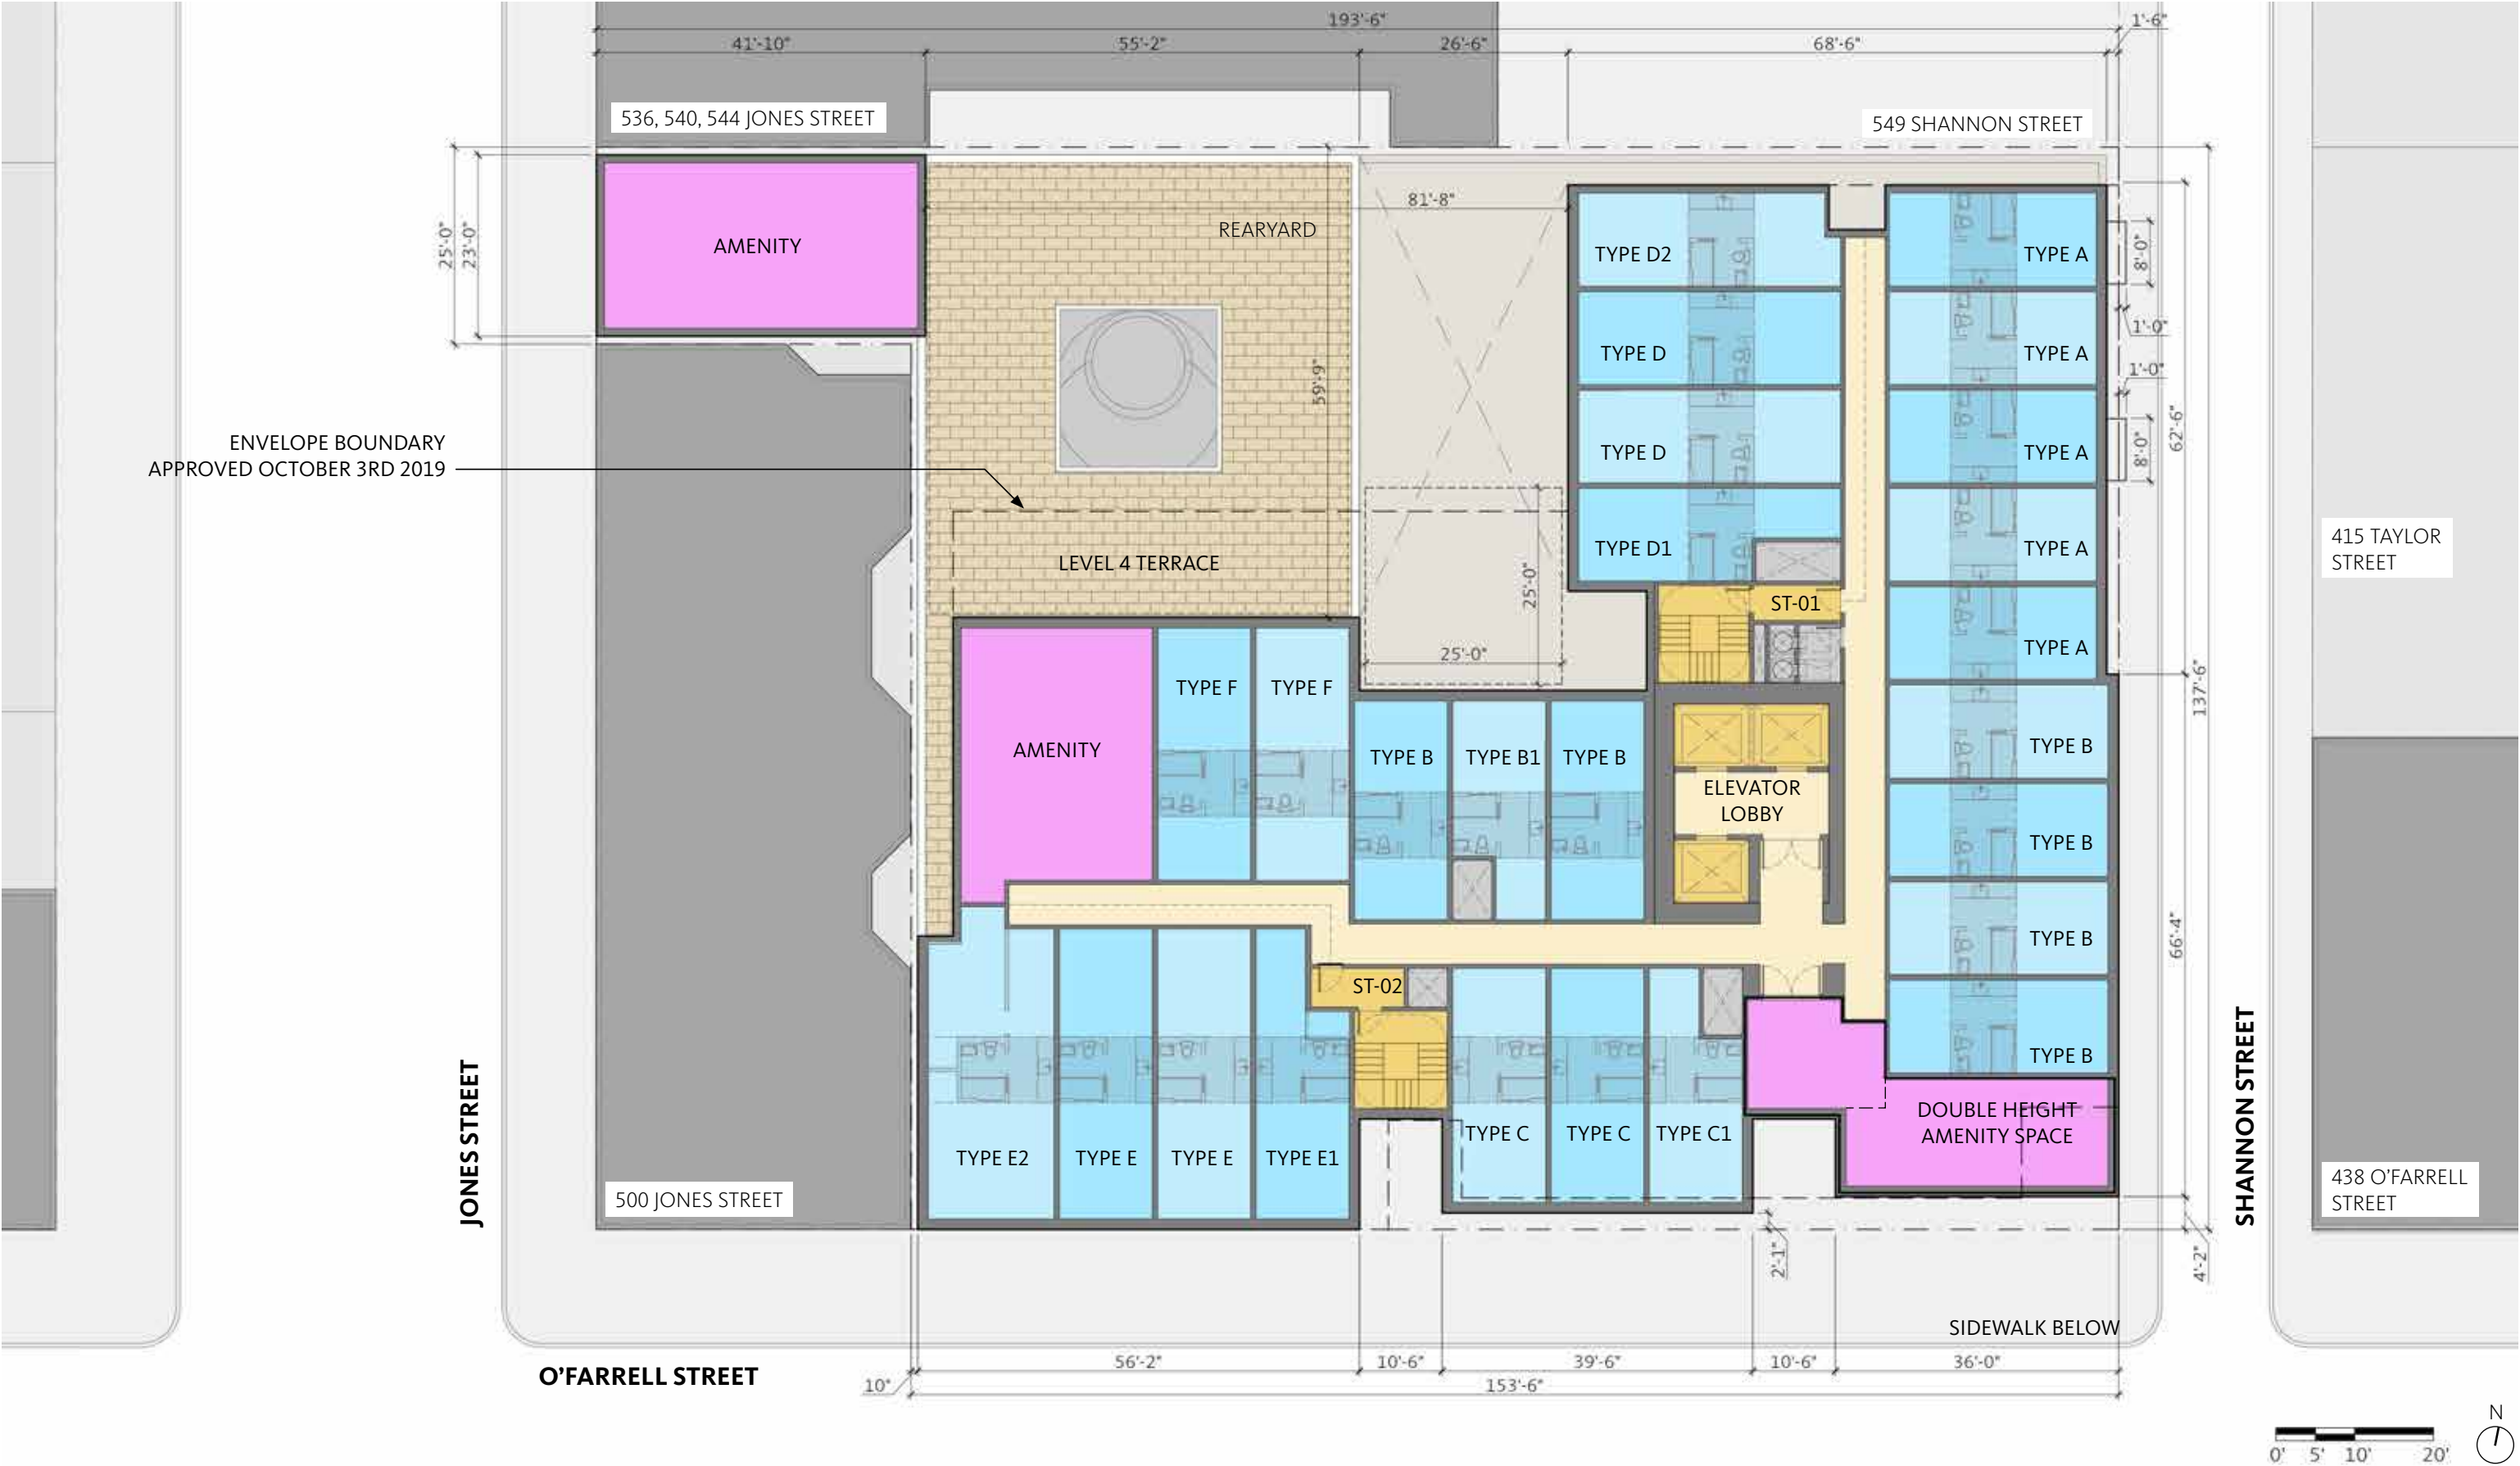 193'-6"
1'-6"
41'-10"
55'-2"
26'-6"
68'-6"
536, 540, 544 JONES STREET
549 SHANNON STREET
25'-0"
23'-0"
AMENITY
REARYARD
81'-8"
59'-9"
TYPE D2
TYPE A
8'-0"
1'-0"
TYPE D
TYPE A
1'-0"
62'-6"
TYPE D
TYPE A
8'-0"
ENVELOPE BOUNDARY
APPROVED OCTOBER 3RD 2019
LEVEL 4 TERRACE
25'-0"
25'-0"
TYPE D1
TYPE A
ST-01
TYPE A
137'-6"
415 TAYLOR
STREET
AMENITY
TYPE F
TYPE F
TYPE B
TYPE B1
TYPE B
ELEVATOR
LOBBY
TYPE B
TYPE B
TYPE B
TYPE B
66'-4"
ST-02
TYPE E2
TYPE E
TYPE E
TYPE E1
TYPE C
TYPE C
TYPE C1
DOUBLE HEIGHT
AMENITY SPACE
500 JONES STREET
438 O'FARRELL
STREET
JONES STREET
SHANNON STREET
2'-1"
4'-2"
SIDEWALK BELOW
O'FARRELL STREET
10"
56'-2"
10'-6"
39'-6"
10'-6"
36'-0"
153'-6"
N
0' 5' 10' 20'